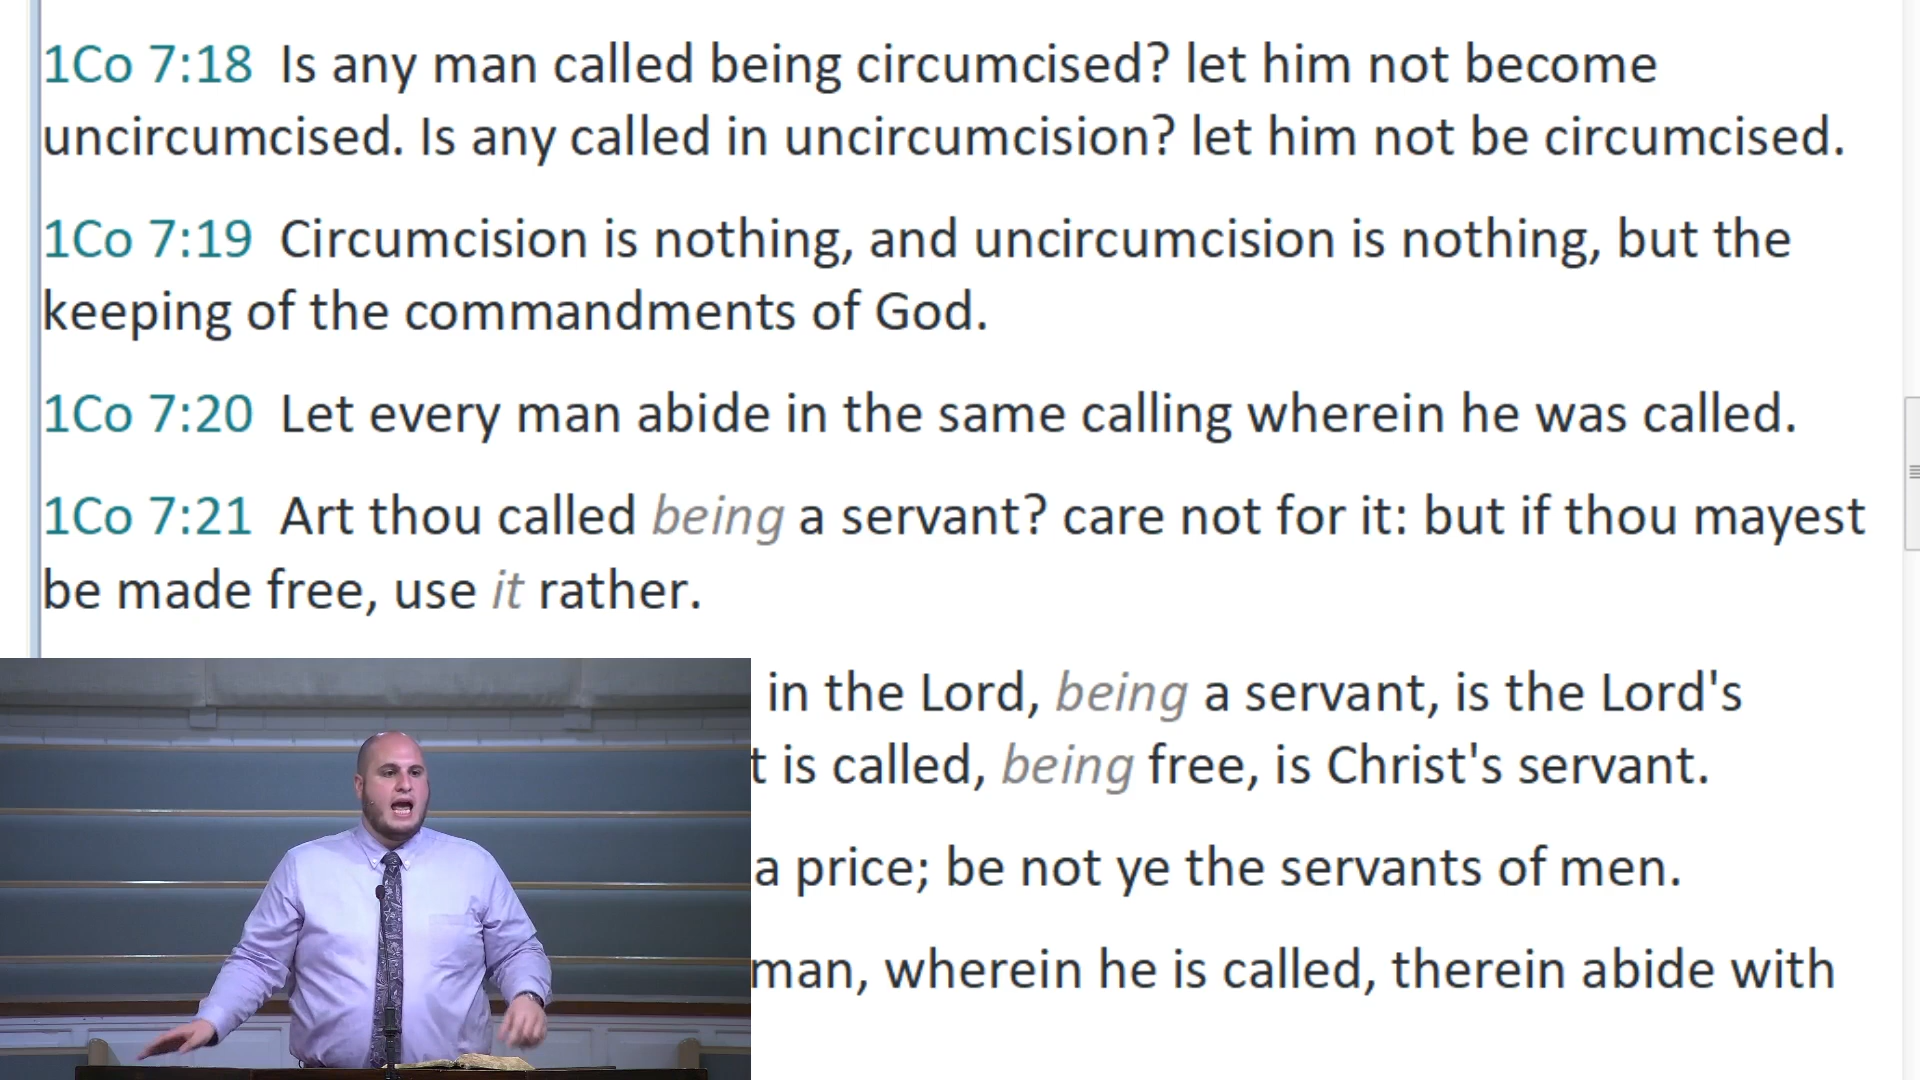 1Co 7:18 Is any man called being circumcised? let him not become
uncircumcised. Is any called in uncircumcision? let him not be circumcised.
1Co 7:19 Circumcision is nothing, and uncircumcision is nothing, but the
keeping of the commandments of God.
1Co 7:20 Let every man abide in the same calling wherein he was called.
1Co 7:21 Art thou called being a servant? care not for it: but if thou mayest
be made free, use it rather.
in the Lord, being a servant, is the Lord's
t is called, being free, is Christ's servant.
a price; be not ye the servants of men.
man, wherein he is called, therein abide with